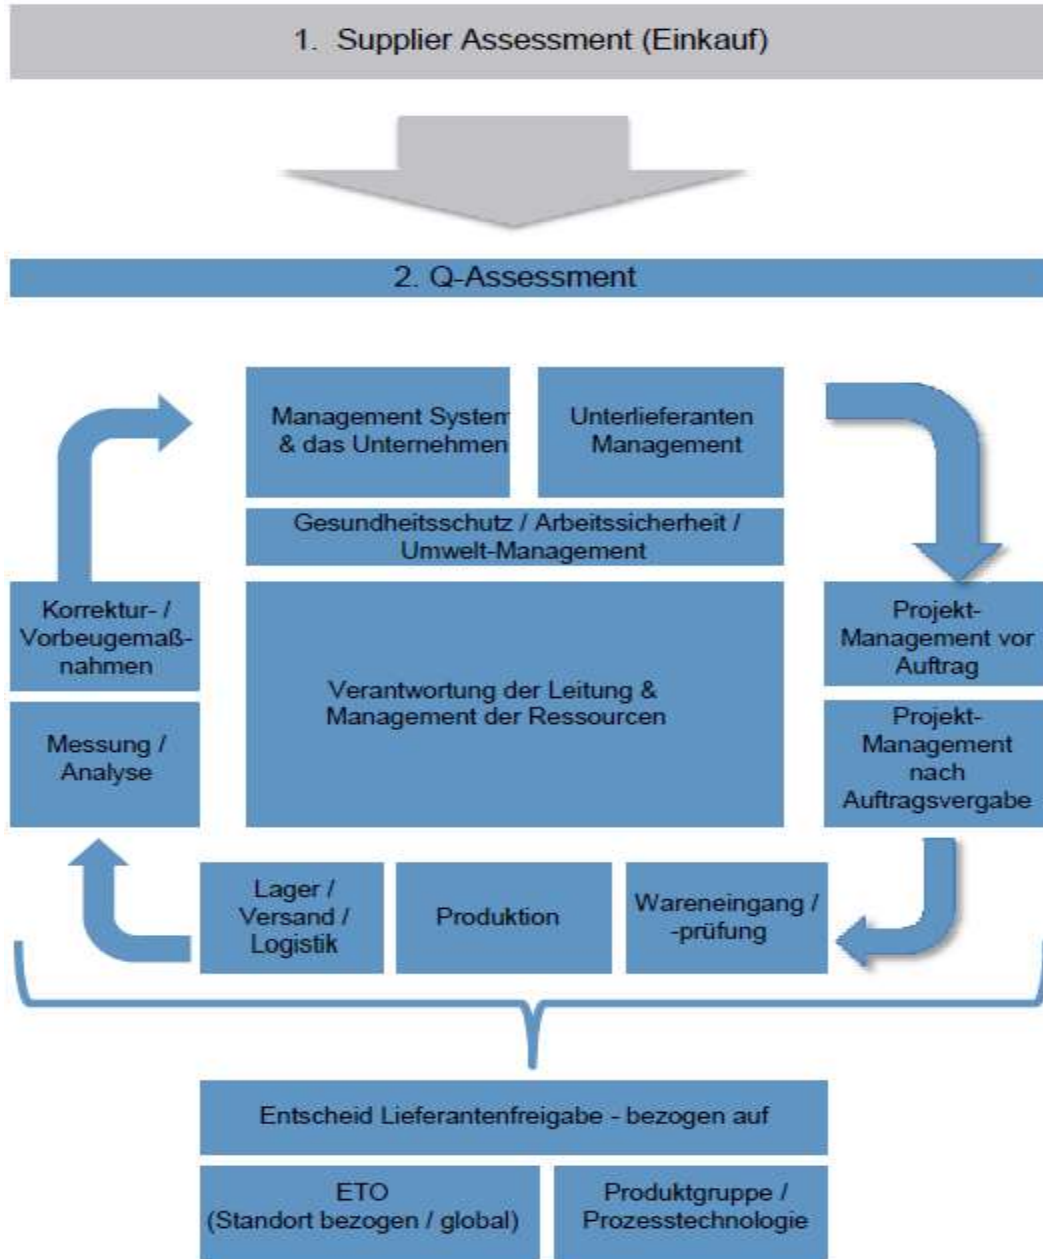 1. Supplier Assessment (Einkauf)
2. Q-Assessment
Management System
& das Unternehmen
Unterlieferanten
Management
Gesundheitsschutz / Arbeitssicherheit /
Umwelt-Management
Korrektur- /
Vorbeugemaß-
nahmen
Verantwortung der Leitung &
Management der Ressourcen
Projekt-
Management vor
Auftrag
Messung /
Analyse
Projekt-
Management
nach
Auftragsvergabe
Lager /
Versand /
Logistik
Produktion
Wareneingang /
-prüfung
Entscheid Lieferantenfreigabe - bezogen auf
ETO
(Standort bezogen / global)
Produktgruppe /
Prozesstechnologie